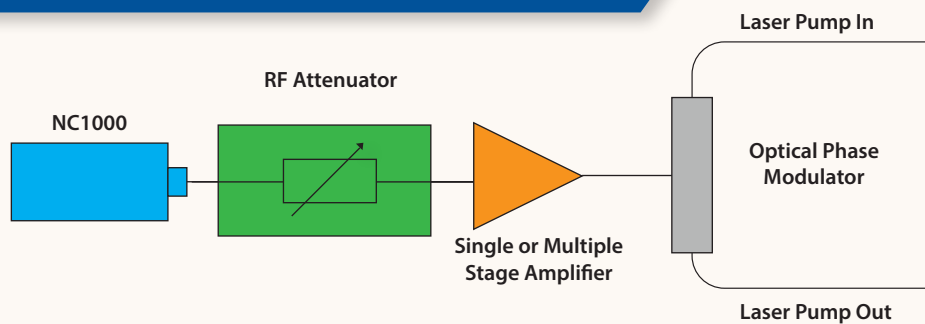 Laser Pump In
RF Attenuator
NC1000
Optical Phase
Modulator
Single or Multiple
Stage Amplifier
Laser Pump Out